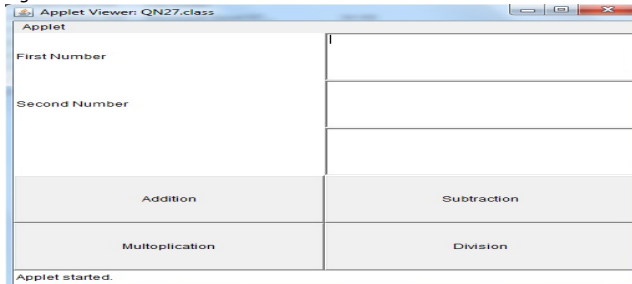 Applet Viewer: QN27.class
Applet
First Number
Second Number
Addition Subtraction
Multoplication Division
Applet started.